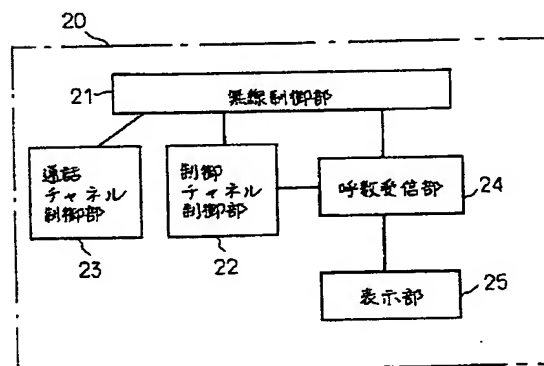 20
21
無線制御部
通話
チャネル
制御部
制御
チャネル
制御部
呼数受信部
24
23
22
表示部
25